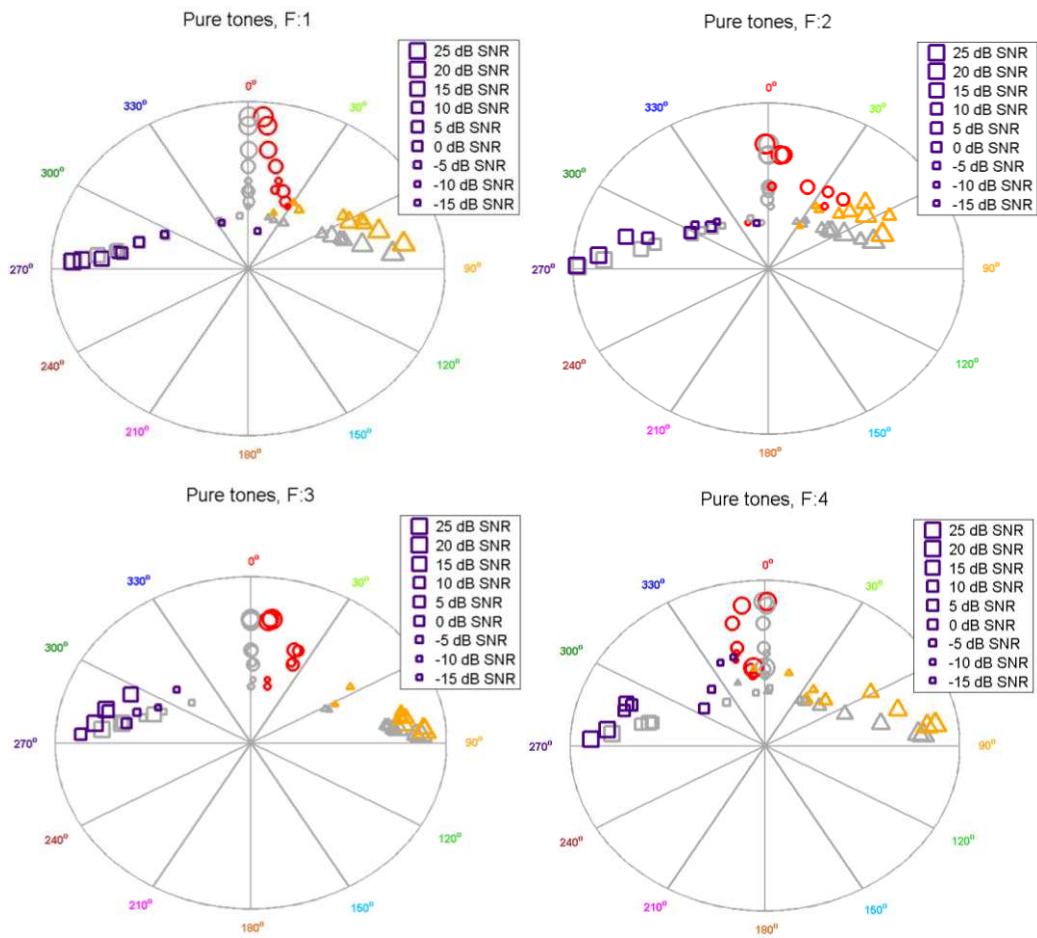 Pure tones, F:1
25 dB SNR
20 dB SNR
15 dB SNR
10 dB SNR
5 dB SNR
0 dB SNR
-5 dB SNR
-10 dB SNR
-15 dB SNR
0°
30°
90°
120°
150°
180°
210°
240°
270°
300°
330°
Pure tones, F:2
25 dB SNR
20 dB SNR
15 dB SNR
10 dB SNR
5 dB SNR
0 dB SNR
-5 dB SNR
-10 dB SNR
-15 dB SNR
0°
30°
90°
120°
150°
180°
210°
240°
270°
300°
330°
Pure tones, F:3
25 dB SNR
20 dB SNR
15 dB SNR
10 dB SNR
5 dB SNR
0 dB SNR
-5 dB SNR
-10 dB SNR
-15 dB SNR
0°
30°
90°
120°
150°
180°
210°
240°
270°
300°
330°
Pure tones, F:4
25 dB SNR
20 dB SNR
15 dB SNR
10 dB SNR
5 dB SNR
0 dB SNR
-5 dB SNR
-10 dB SNR
-15 dB SNR
0°
30°
90°
120°
150°
180°
210°
240°
270°
300°
330°